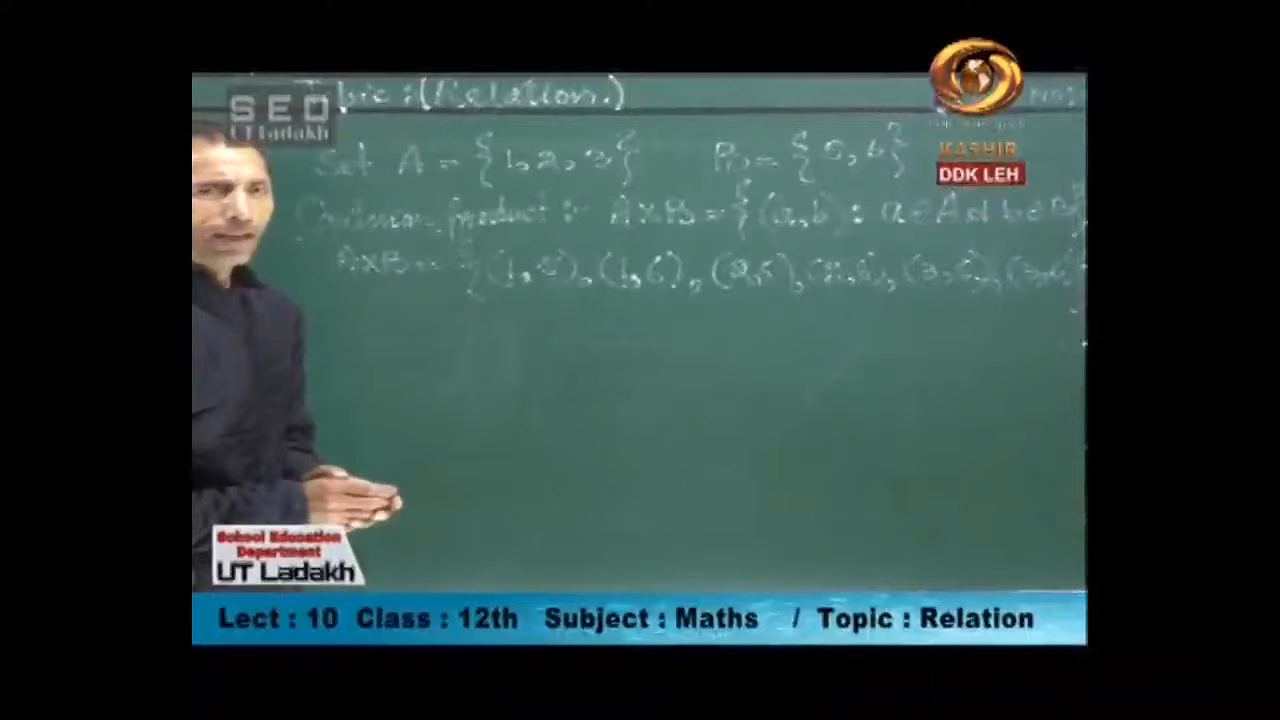 Topic : (Relation.)
SED
UT Ladakh
KASHIR
DDK LEH
Set A = {1, 2, 3} B = {5, 6}
Cartesian product :- A×B = {(a,b) : a∈A d b∈B}
A×B = {(1,5), (1,6), (2,5), (2,6), (3,5), (3,6)
School Education
Department
UT Ladakh
Lect : 10 Class : 12th Subject : Maths / Topic : Relation